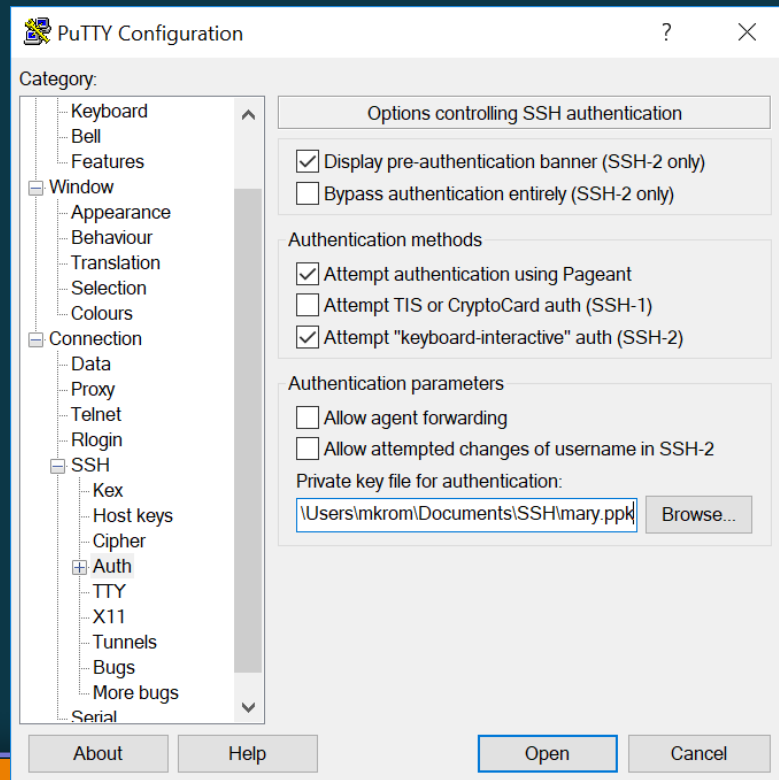 PuTTY Configuration
?
Category:
Keyboard
Bell
Features
Window
Appearance
Behaviour
Translation
Selection
Colours
Connection
Data
Proxy
Telnet
Rlogin
SSH
Kex
Host keys
Cipher
Auth
TTY
X11
Tunnels
Bugs
More bugs
Serial
Options controlling SSH authentication
Display pre-authentication banner (SSH-2 only)
Bypass authentication entirely (SSH-2 only)
Authentication methods
Attempt authentication using Pageant
Attempt TIS or CryptoCard auth (SSH-1)
Attempt "keyboard-interactive" auth (SSH-2)
Authentication parameters
Allow agent forwarding
Allow attempted changes of username in SSH-2
Private key file for authentication:
\Users\mkrom\Documents\SSH\mary.ppk
Browse...
About
Help
Open
Cancel